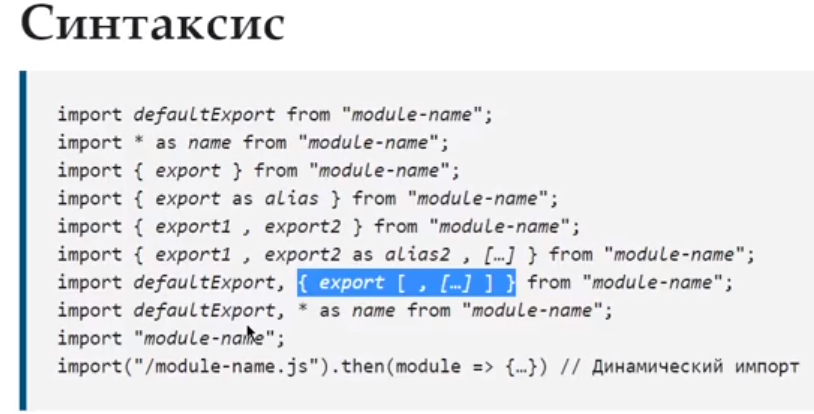 Синтаксис
import defaultExport from "module-name";
import * as name from "module-name";
import { export } from "module-name";
import { export as alias } from "module-name";
import { export1 , export2 } from "module-name";
import { export1 , export2 as alias2 , […] } from "module-name";
import defaultExport, { export [ , […] ] } from "module-name";
import defaultExport, * as name from "module-name";
import "module-name";
import("/module-name.js").then(module => {…}) // Динамический импорт